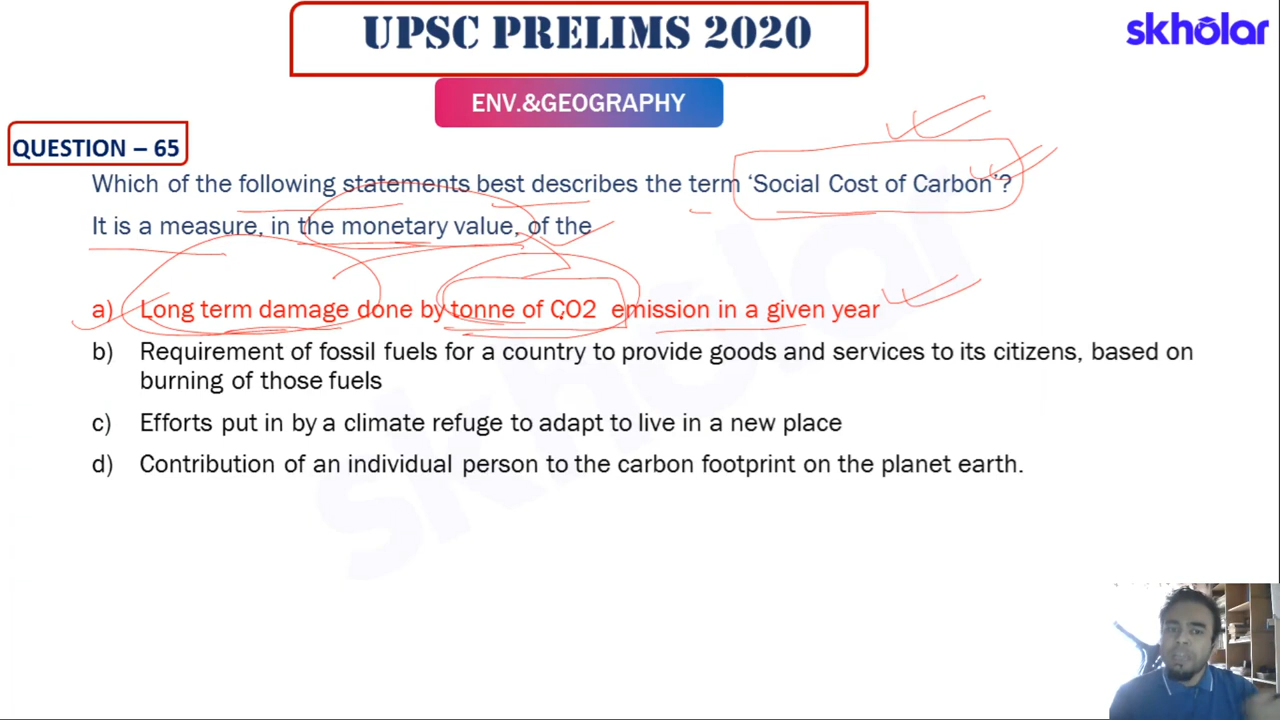 UPSC PRELIMS 2020
skholar
ENV.&GEOGRAPHY
QUESTION – 65
Which of the following statements best describes the term ‘Social Cost of Carbon’?
It is a measure, in the monetary value, of the
a) Long term damage done by tonne of CO2 emission in a given year
b) Requirement of fossil fuels for a country to provide goods and services to its citizens, based on
burning of those fuels
c) Efforts put in by a climate refuge to adapt to live in a new place
d) Contribution of an individual person to the carbon footprint on the planet earth.
skholar